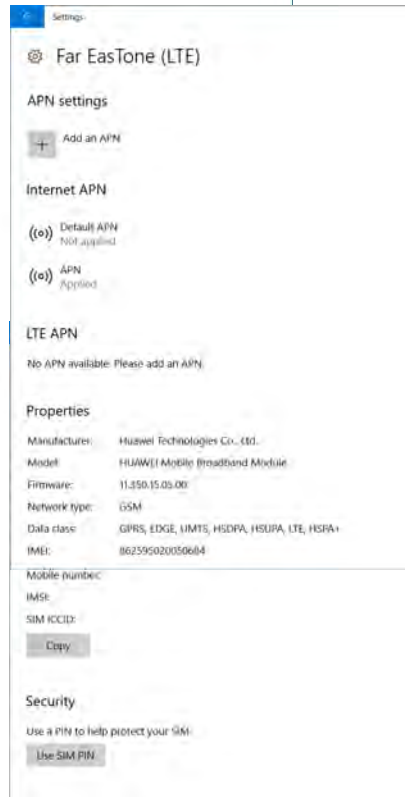 Settings
Far EasTone (LTE)
APN settings
Add an APN
Internet APN
Default APN
Not applied
APN
Applied
LTE APN
No APN available. Please add an APN.
Properties
Manufacturer: Huawei Technologies Co., Ltd.
Model: HUAWEI Mobile Broadband Module
Firmware: 11.350.15.05.00
Network type: GSM
Data class: GPRS, EDGE, UMTS, HSDPA, HSUPA, LTE, HSPA+
IMEI: 862595020050684
Mobile number:
IMSI:
SIM ICCID:
Copy
Security
Use a PIN to help protect your SIM.
Use SIM PIN